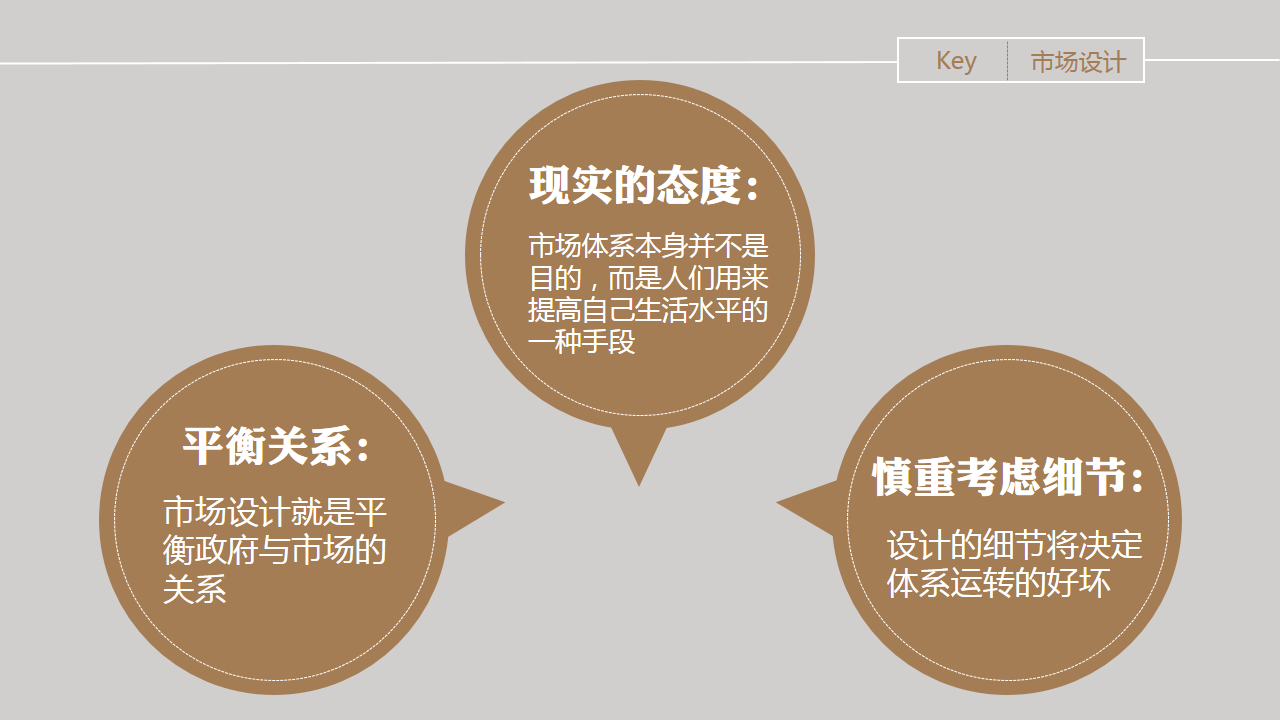 Key 市场设计
现实的态度：
市场体系本身并不是
目的，而是人们用来
提高自己生活水平的
一种手段
平衡关系：
市场设计就是平
衡政府与市场的
关系
慎重考虑细节：
设计的细节将决定
体系运转的好坏